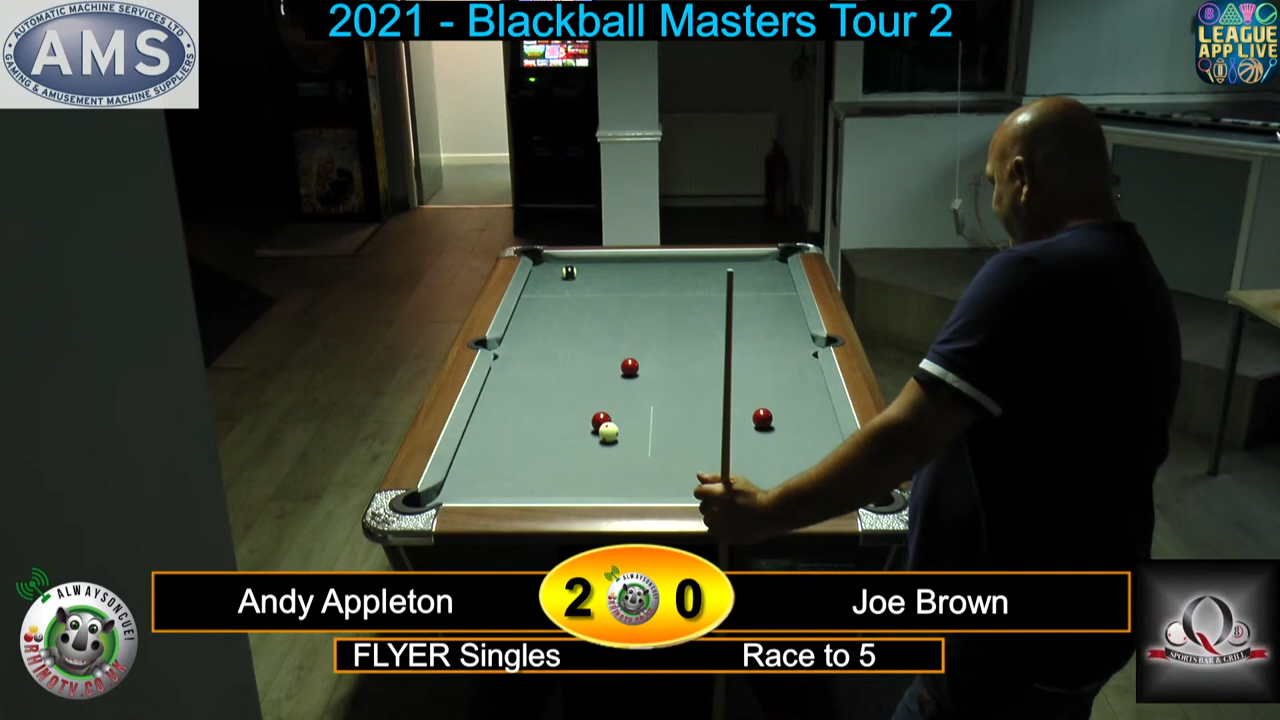 2021 - Blackball Masters Tour 2
AUTOMATIC MACHINE SERVICES LTD
AMS
GAMING & AMUSEMENT MACHINE SUPPLIERS
LEAGUE
APP LIVE
Andy Appleton
2
0
Joe Brown
FLYER Singles
Race to 5
ALWAYSONCUE!
RHINOTV.CO.UK
Q
SPORTS BAR & GRILL